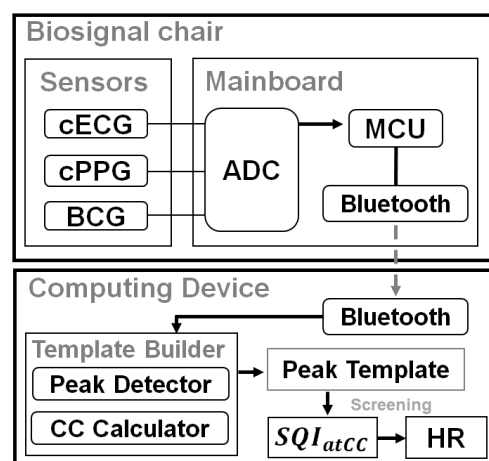 Biosignal chair
Sensors
Mainboard
cECG
cPPG
BCG
ADC
MCU
Bluetooth
Computing Device
Bluetooth
Template Builder
Peak Detector
CC Calculator
Peak Template
Screening
SQI_atCC
HR